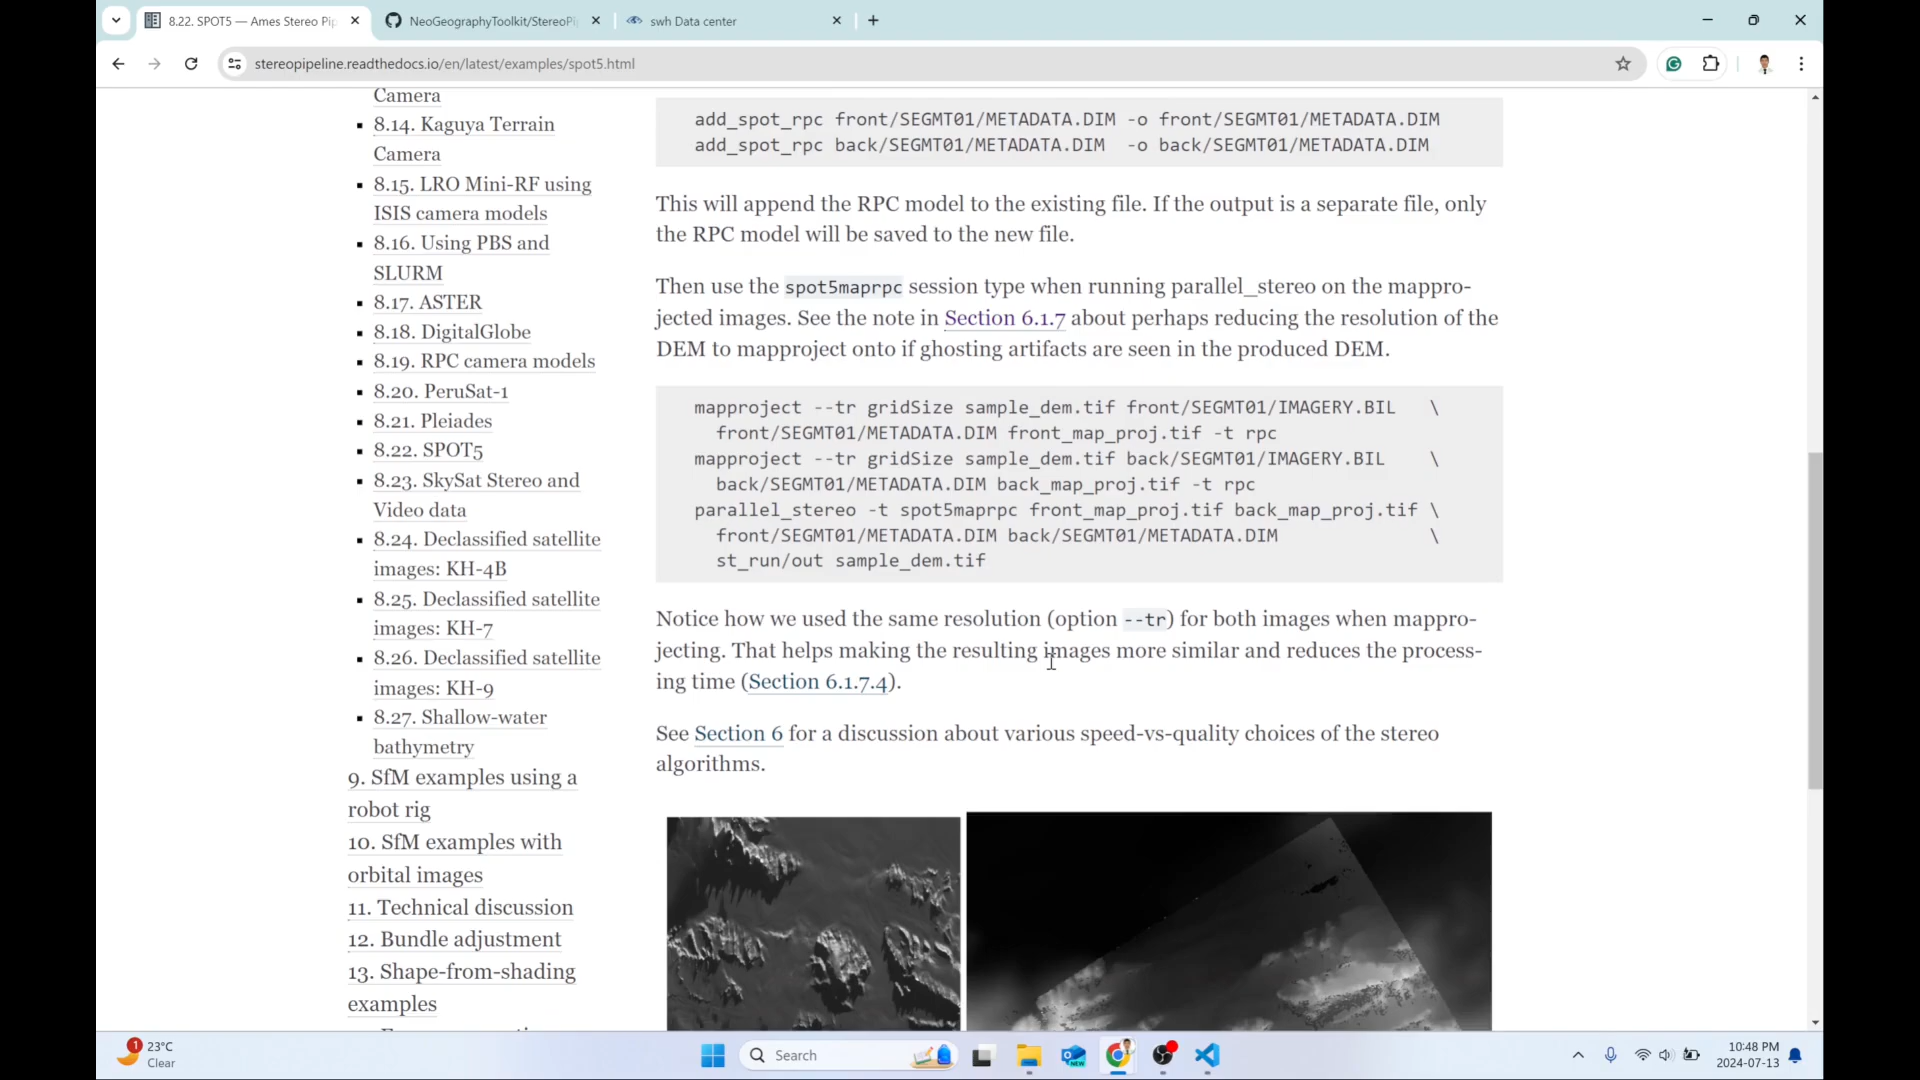 8.22. SPOT5 — Ames Stereo Pip
NeoGeographyToolkit/StereoPi
swh Data center
stereopipeline.readthedocs.io/en/latest/examples/spot5.html
Camera
8.14. Kaguya Terrain
Camera
8.15. LRO Mini-RF using
ISIS camera models
8.16. Using PBS and
SLURM
8.17. ASTER
8.18. DigitalGlobe
8.19. RPC camera models
8.20. PeruSat-1
8.21. Pleiades
8.22. SPOT5
8.23. SkySat Stereo and
Video data
8.24. Declassified satellite
images: KH-4B
8.25. Declassified satellite
images: KH-7
8.26. Declassified satellite
images: KH-9
8.27. Shallow-water
bathymetry
9. SfM examples using a
robot rig
10. SfM examples with
orbital images
11. Technical discussion
12. Bundle adjustment
13. Shape-from-shading
examples
add_spot_rpc front/SEGMT01/METADATA.DIM -o front/SEGMT01/METADATA.DIM
add_spot_rpc back/SEGMT01/METADATA.DIM  -o back/SEGMT01/METADATA.DIM
This will append the RPC model to the existing file. If the output is a separate file, only
the RPC model will be saved to the new file.
Then use the spot5maprpc session type when running parallel_stereo on the mappro-
jected images. See the note in Section 6.1.7 about perhaps reducing the resolution of the
DEM to mapproject onto if ghosting artifacts are seen in the produced DEM.
mapproject --tr gridSize sample_dem.tif front/SEGMT01/IMAGERY.BIL   \
front/SEGMT01/METADATA.DIM front_map_proj.tif -t rpc
mapproject --tr gridSize sample_dem.tif back/SEGMT01/IMAGERY.BIL    \
back/SEGMT01/METADATA.DIM back_map_proj.tif -t rpc
parallel_stereo -t spot5maprpc front_map_proj.tif back_map_proj.tif \
front/SEGMT01/METADATA.DIM back/SEGMT01/METADATA.DIM              \
st_run/out sample_dem.tif
Notice how we used the same resolution (option --tr) for both images when mappro-
jecting. That helps making the resulting images more similar and reduces the process-
ing time (Section 6.1.7.4).
See Section 6 for a discussion about various speed-vs-quality choices of the stereo
algorithms.
1
23°C
Clear
Search
NEW
10:48 PM
2024-07-13